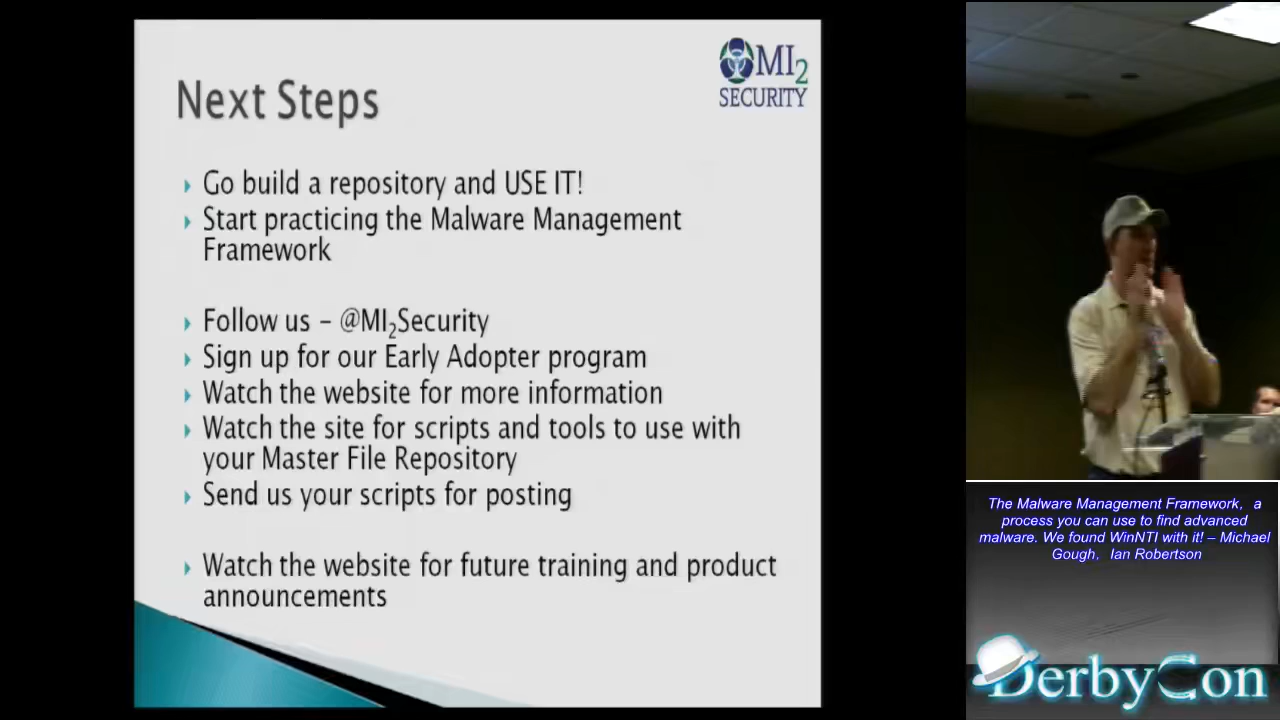 MI2
SECURITY
Next Steps
Go build a repository and USE IT!
Start practicing the Malware Management
Framework
Follow us – @MI2Security
Sign up for our Early Adopter program
Watch the website for more information
Watch the site for scripts and tools to use with
your Master File Repository
Send us your scripts for posting
Watch the website for future training and product
announcements
The Malware Management Framework, a
process you can use to find advanced
malware. We found WinNTI with it! – Michael
Gough, Ian Robertson
DerbyCon